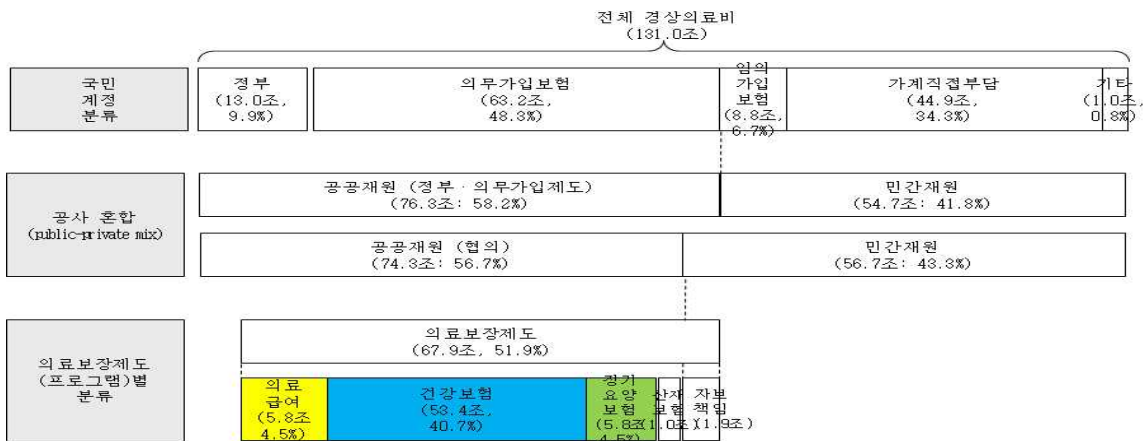 전체 경상의료비
(131.0조)
국민
계정
분류
정부
(13.0조,
9.9%)
의무가입보험
(63.2조,
48.3%)
임의
가입
보험
(8.8조,
6.7%)
가계직접부담
(44.9조,
34.3%)
기타
(1.0조,
0.8%)
공사 혼합
(public-private mix)
공공재원 (정부 · 의무가입제도)
(76.3조: 58.2%)
민간재원
(54.7조: 41.8%)
공공재원 (협의)
(74.3조: 56.7%)
민간재원
(56.7조: 43.3%)
의료보장제도
(프로그램)별
분류
의료보장제도
(67.9조, 51.9%)
의료
급여
(5.8조
4.5%)
건강보험
(53.4조,
40.7%)
장기
요양
보험
(5.8조
4.5%)
산재
보험
(1.0조)
자보
책임
(1.9조)